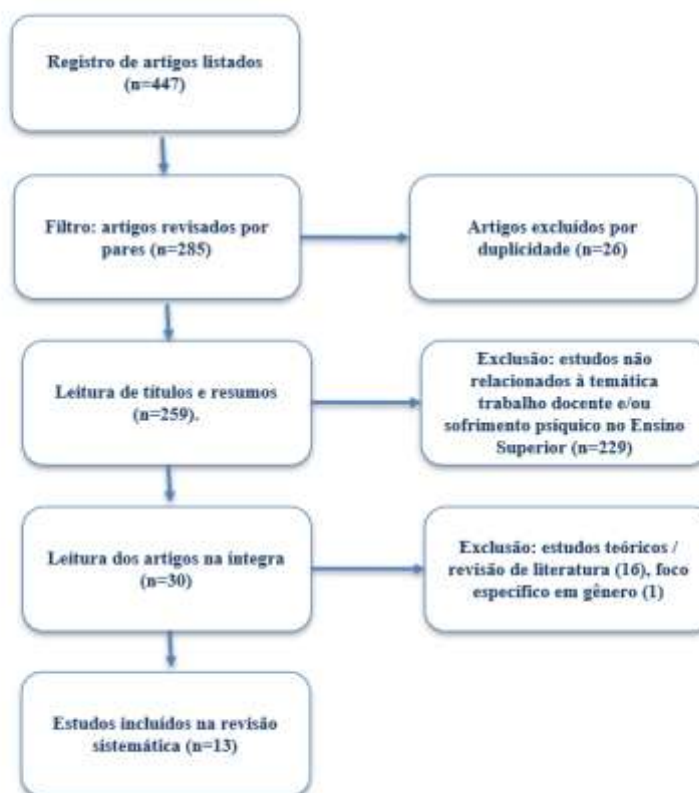 Registro de artigos listados
(n=447)
Filtro: artigos revisados por
pares (n=285)
Artigos excluídos por
duplicidade (n=26)
Leitura de títulos e resumos
(n=259).
Exclusão: estudos não
relacionados à temática
trabalho docente e/ou
sofrimento psíquico no Ensino
Superior (n=229)
Leitura dos artigos na íntegra
(n=30)
Exclusão: estudos teóricos /
revisão de literatura (16), foco
específico em gênero (1)
Estudos incluídos na revisão
sistemática (n=13)